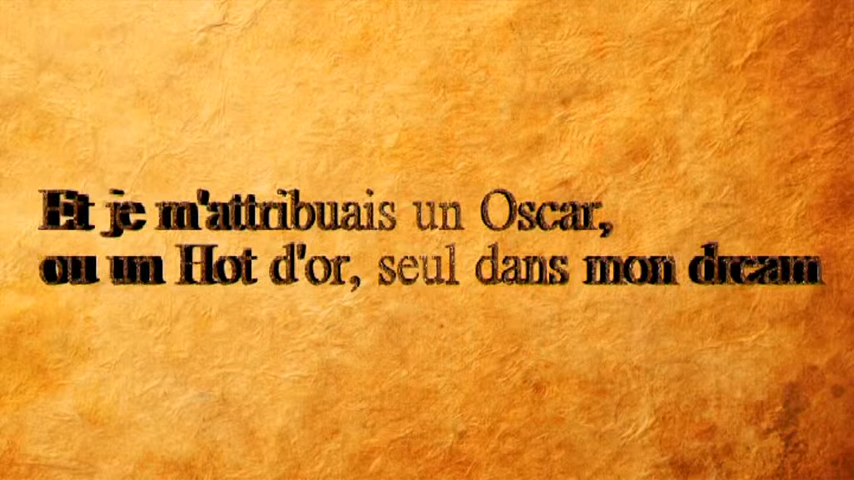 Et je m'attribuais un Oscar,
ou un Hot d'or, seul dans mon dream